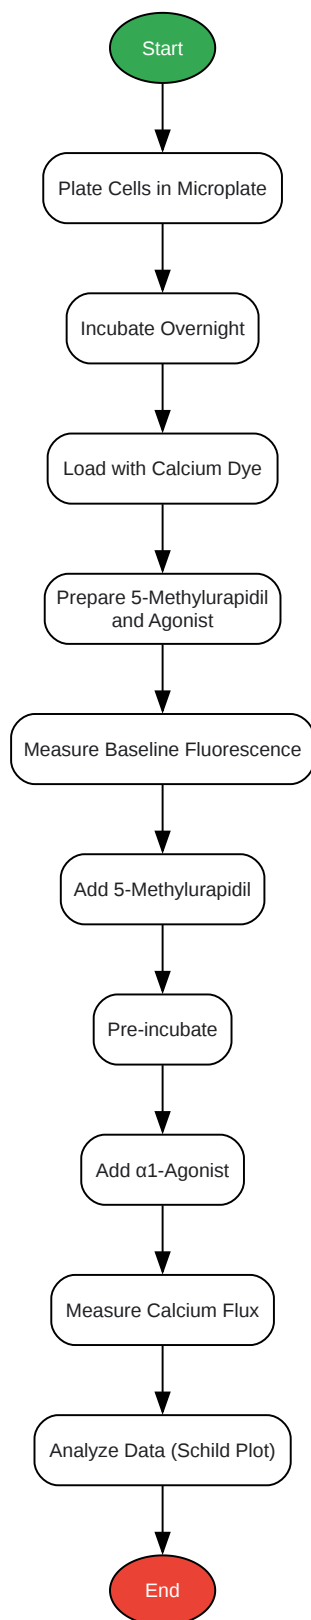 Start
Plate Cells in Microplate
Incubate Overnight
Load with Calcium Dye
Prepare 5-Methylurapidil
and Agonist
Measure Baseline Fluorescence
Add 5-Methylurapidil
Pre-incubate
Add α1-Agonist
Measure Calcium Flux
Analyze Data (Schild Plot)
End